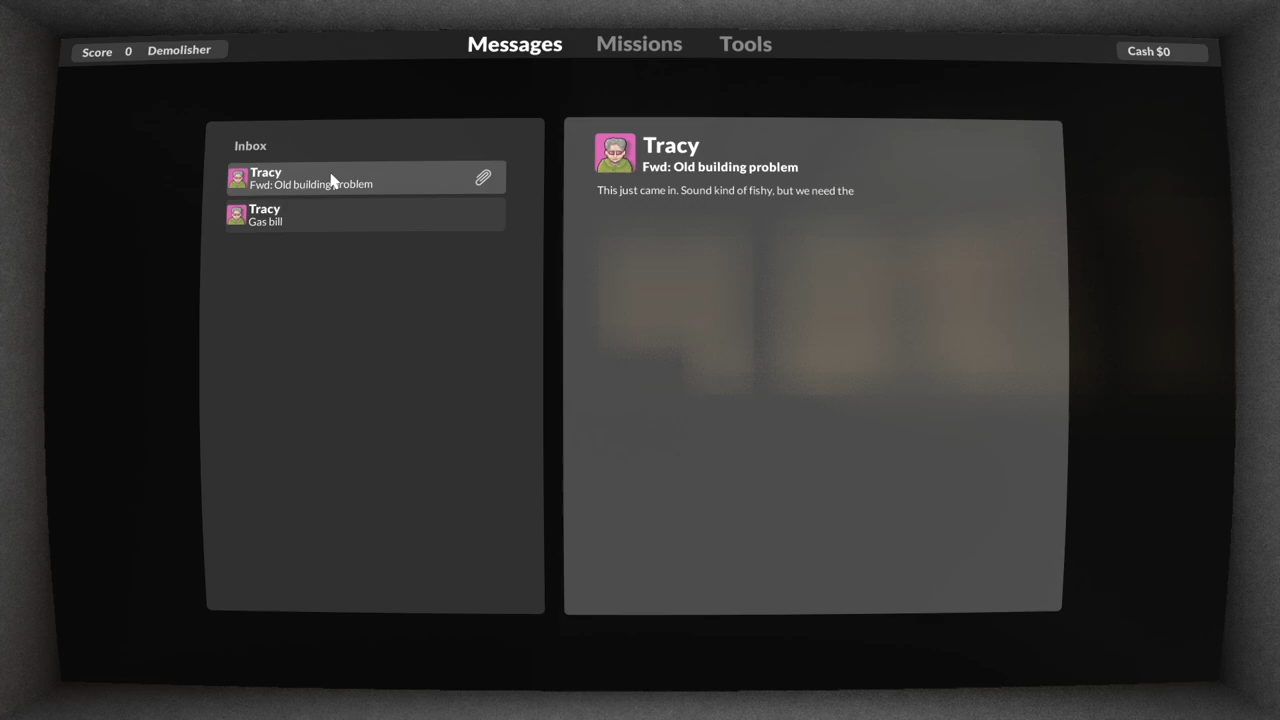 Score 0 Demolisher
Messages Missions Tools
Cash $0
Inbox
Tracy
Fwd: Old building problem
Tracy
Gas bill
Tracy
Fwd: Old building problem
This just came in. Sound kind of fishy, but we need the